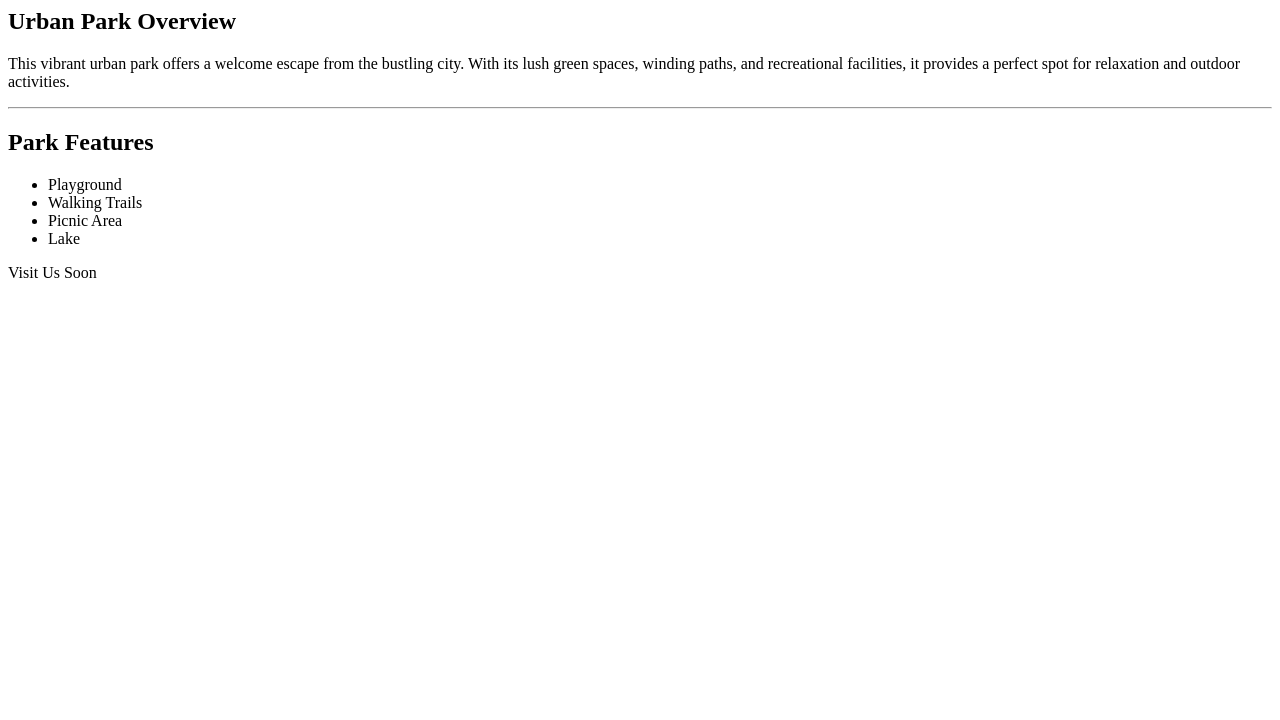 Urban Park Overview
This vibrant urban park offers a welcome escape from the bustling city. With its lush green spaces, winding paths, and recreational facilities, it provides a perfect spot for relaxation and outdoor
activities.
Park Features
Playground
Walking Trails
Picnic Area
Lake
Visit Us Soon